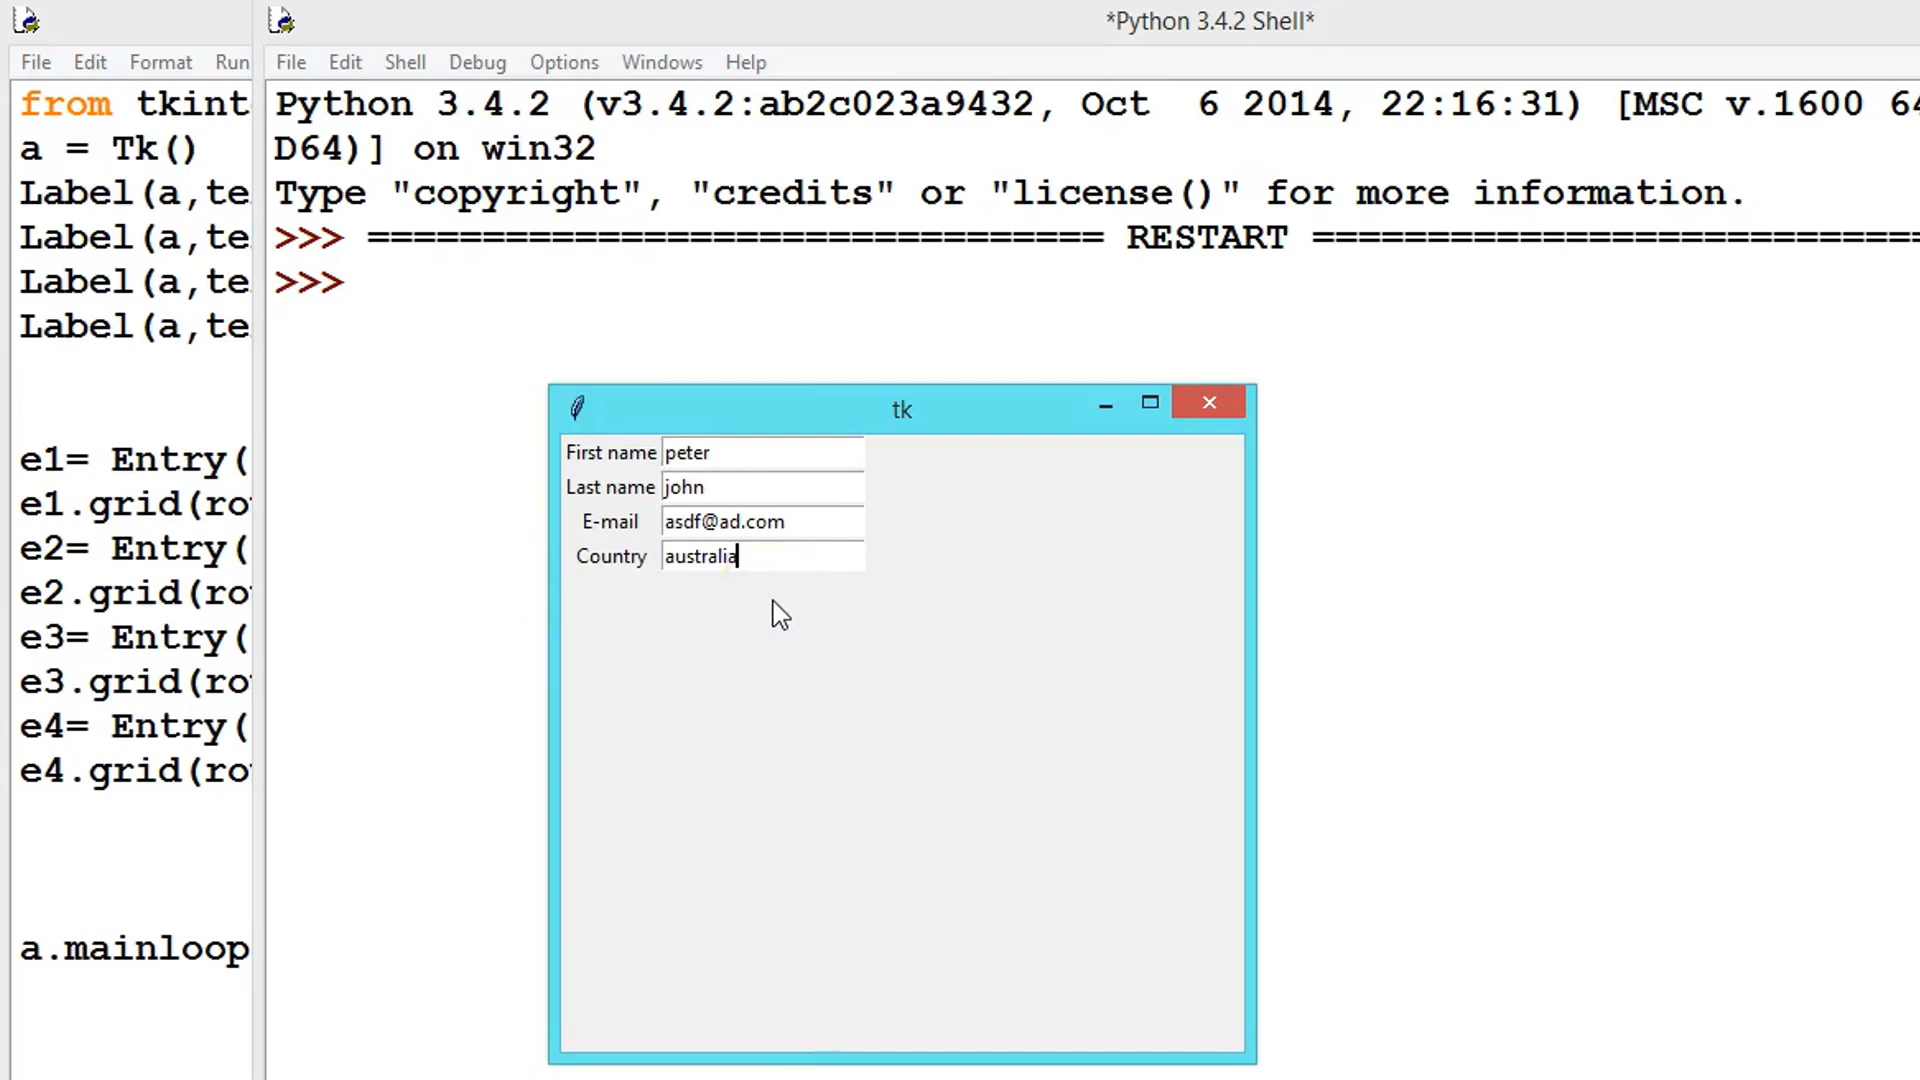 *Python 3.4.2 Shell*
File Edit Format Run
File Edit Shell Debug Options Windows Help
from tkint
a = Tk()
Label(a,te
Label(a,te
Label(a,te
Label(a,te
e1= Entry(
e1.grid(ro
e2= Entry(
e2.grid(ro
e3= Entry(
e3.grid(ro
e4= Entry(
e4.grid(ro
a.mainloop
Python 3.4.2 (v3.4.2:ab2c023a9432, Oct  6 2014, 22:16:31) [MSC v.1600 64
D64)] on win32
Type "copyright", "credits" or "license()" for more information.
>>> ================================ RESTART ===========================
>>>
tk
First name peter
Last name john
E-mail asdf@ad.com
Country australia